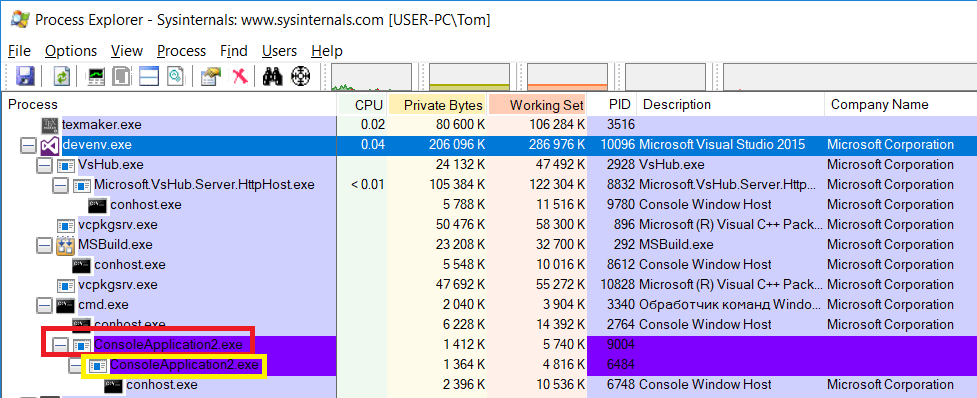 Process Explorer - Sysinternals: www.sysinternals.com [USER-PC\Tom]
File Options View Process Find Users Help
Process CPU Private Bytes Working Set PID Description Company Name
texmaker.exe 0.02 80 600 K 106 284 K 3516
devenv.exe 0.04 206 096 K 286 976 K 10096 Microsoft Visual Studio 2015 Microsoft Corporation
VsHub.exe 24 132 K 47 492 K 2928 VsHub.exe Microsoft Corporation
Microsoft.VsHub.Server.HttpHost.exe < 0.01 105 384 K 122 304 K 8832 Microsoft.VsHub.Server.Http... Microsoft Corporation
conhost.exe 5 788 K 11 516 K 9780 Console Window Host Microsoft Corporation
vcpkgsrv.exe 50 476 K 58 300 K 896 Microsoft (R) Visual C++ Pack... Microsoft Corporation
MSBuild.exe 23 208 K 32 700 K 292 MSBuild.exe Microsoft Corporation
conhost.exe 5 548 K 10 016 K 8612 Console Window Host Microsoft Corporation
vcpkgsrv.exe 47 692 K 55 272 K 10828 Microsoft (R) Visual C++ Pack... Microsoft Corporation
cmd.exe 2 040 K 3 904 K 3340 Обработчик команд Windo... Microsoft Corporation
conhost.exe 6 228 K 14 392 K 2764 Console Window Host Microsoft Corporation
ConsoleApplication2.exe 1 412 K 5 740 K 9004
ConsoleApplication2.exe 1 364 K 4 816 K 6484
conhost.exe 2 396 K 10 536 K 6748 Console Window Host Microsoft Corporation